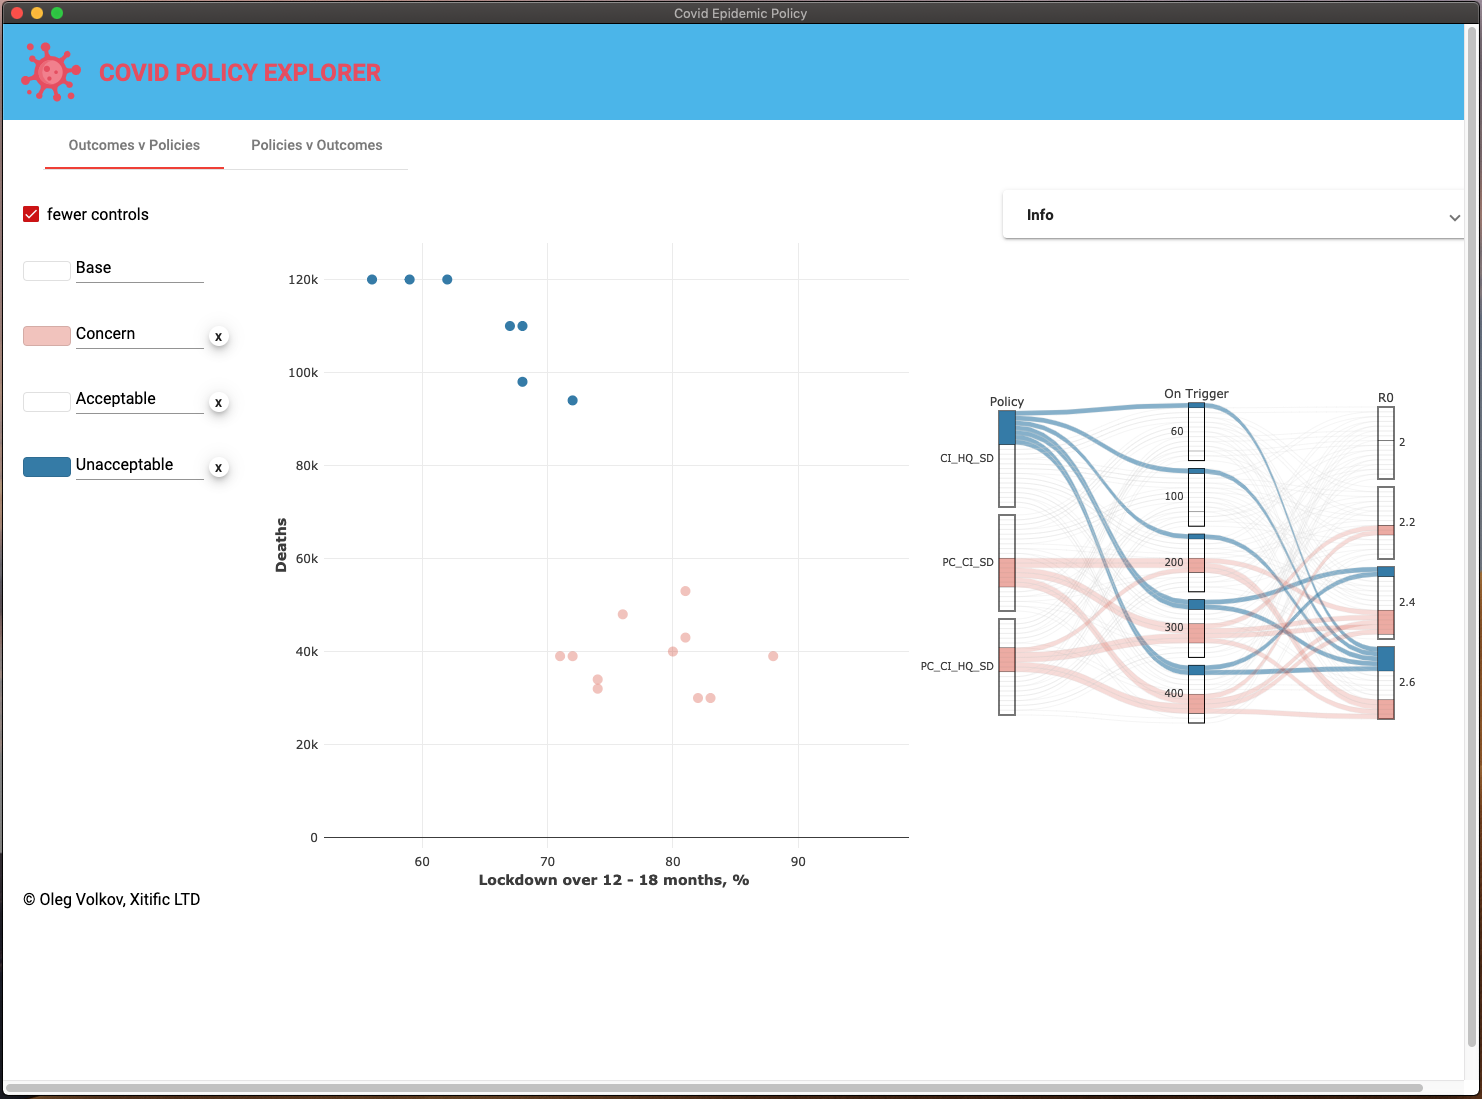 Covid Epidemic Policy
COVID POLICY EXPLORER
Outcomes v Policies
Policies v Outcomes
fewer controls
Info
Base
Concern
x
Acceptable
x
Unacceptable
x
120k
100k
80k
60k
40k
20k
0
Deaths
60
70
80
90
Lockdown over 12 - 18 months, %
Policy
On Trigger
R0
CI_HQ_SD
PC_CI_SD
PC_CI_HQ_SD
60
100
200
300
400
2
2.2
2.4
2.6
© Oleg Volkov, Xitific LTD